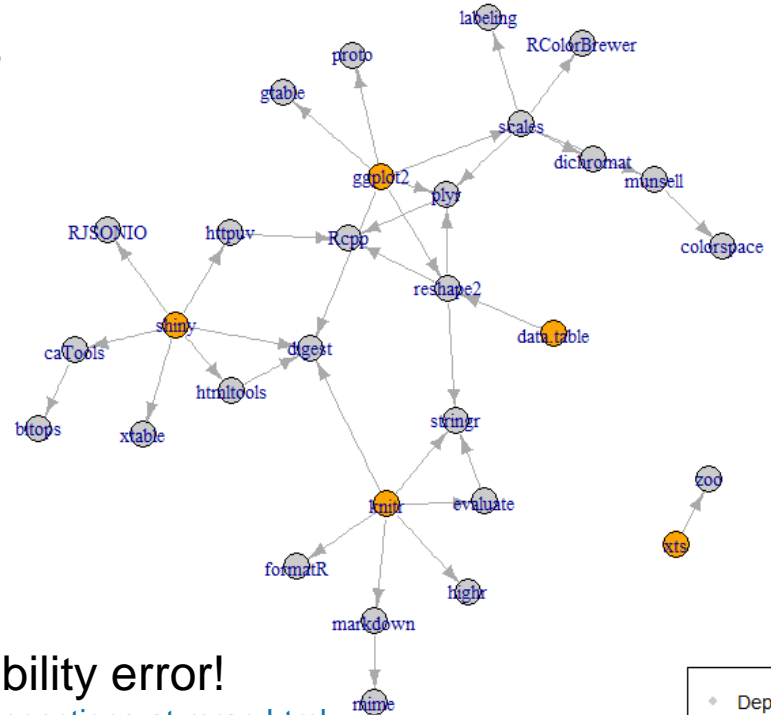 labeling
RColorBrewer
proto
gtable
scales
dichromat
munsell
ggplot2
plyr
colorspace
RJSONIO
httpuv
Rcpp
reshape2
shiny
data.table
caTools
digest
htmltools
bitops
xtable
stringr
zoo
knitr
evaluate
xts
formatR
highr
markdown
bility error!
mime
Dep